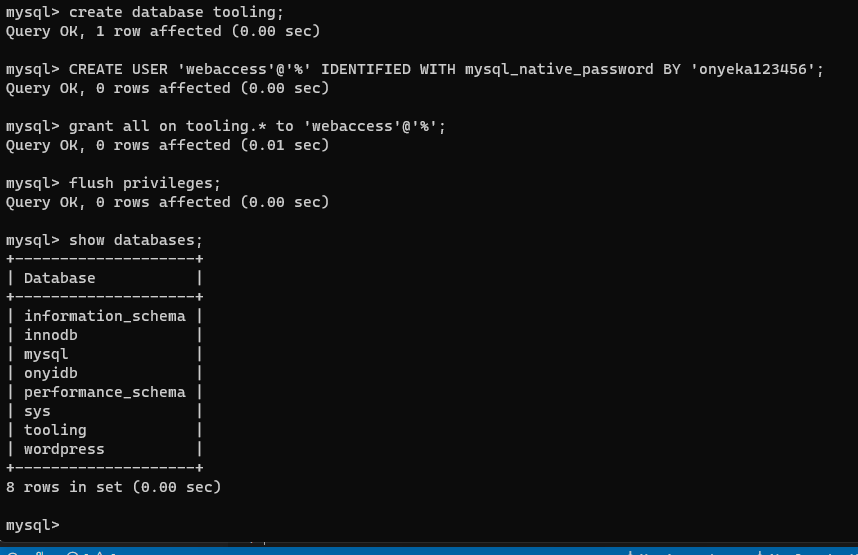 mysql> create database tooling;
Query OK, 1 row affected (0.00 sec)
mysql> CREATE USER 'webaccess'@'%' IDENTIFIED WITH mysql_native_password BY 'onyeka123456';
Query OK, 0 rows affected (0.00 sec)
mysql> grant all on tooling.* to 'webaccess'@'%';
Query OK, 0 rows affected (0.01 sec)
mysql> flush privileges;
Query OK, 0 rows affected (0.00 sec)
mysql> show databases;
+--------------------+
| Database           |
+--------------------+
| information_schema |
| innodb             |
| mysql              |
| onyidb             |
| performance_schema |
| sys                |
| tooling            |
| wordpress          |
+--------------------+
8 rows in set (0.00 sec)
mysql>